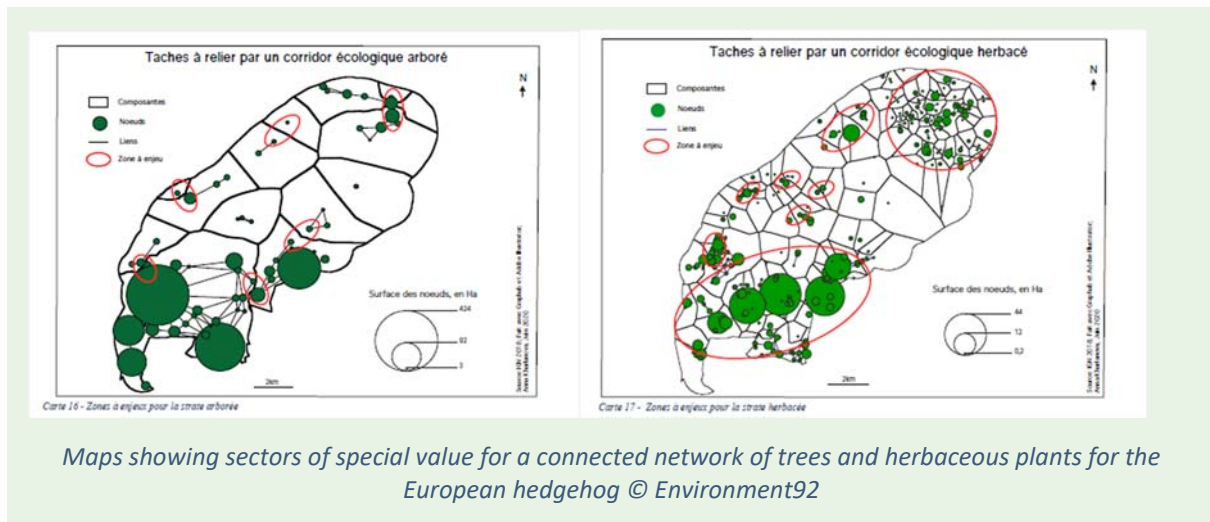 Taches à relier par un corridor écologique arboré
N
Composantes
Noeuds
Liens
Zone à enjeu
Surface des noeuds, en Ha
424
3
2km
Carte 16 - Zones à enjeux pour la strate arborée
Taches à relier par un corridor écologique herbacé
N
Composantes
Noeuds
Liens
Zone à enjeu
Surface des noeuds, en Ha
44
12
0,2
2km
Carte 17 - Zones à enjeux pour la strate herbacée
Maps showing sectors of special value for a connected network of trees and herbaceous plants for the
European hedgehog © Environment92